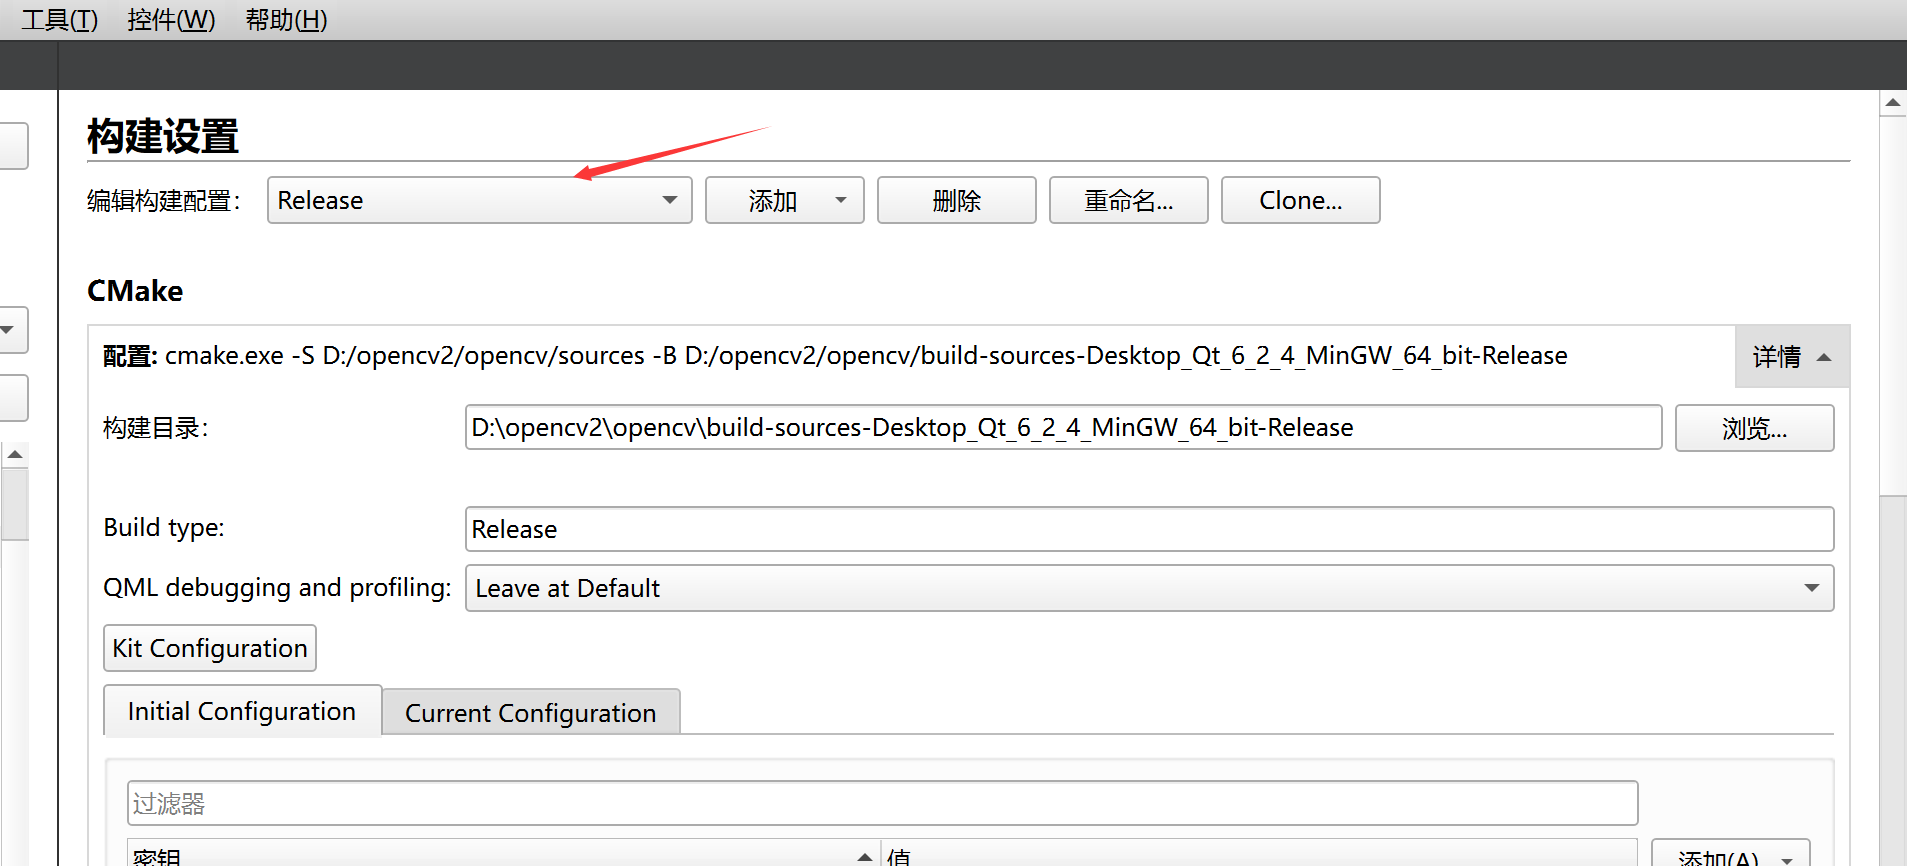 工具(T) 控件(W) 帮助(H)
构建设置
编辑构建配置： Release 添加 删除 重命名... Clone...
CMake
配置: cmake.exe -S D:/opencv2/opencv/sources -B D:/opencv2/opencv/build-sources-Desktop_Qt_6_2_4_MinGW_64_bit-Release 详情
构建目录： D:\opencv2\opencv\build-sources-Desktop_Qt_6_2_4_MinGW_64_bit-Release 浏览...
Build type: Release
QML debugging and profiling: Leave at Default
Kit Configuration
Initial Configuration Current Configuration
过滤器
密钥 值 添加(A)